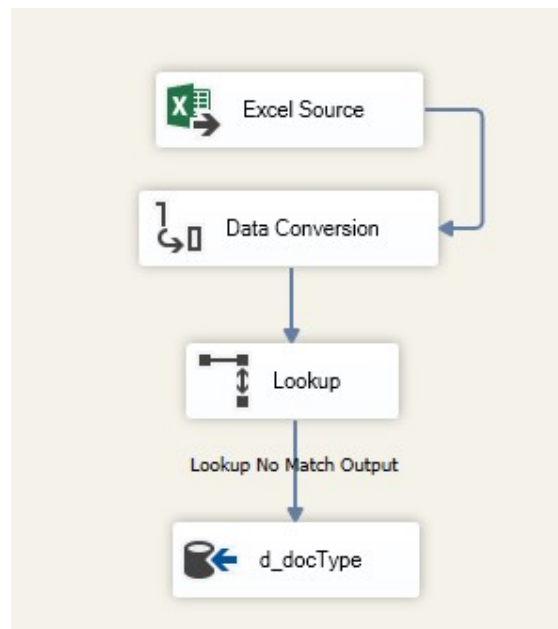 Excel Source
Data Conversion
Lookup
Lookup No Match Output
d_docType